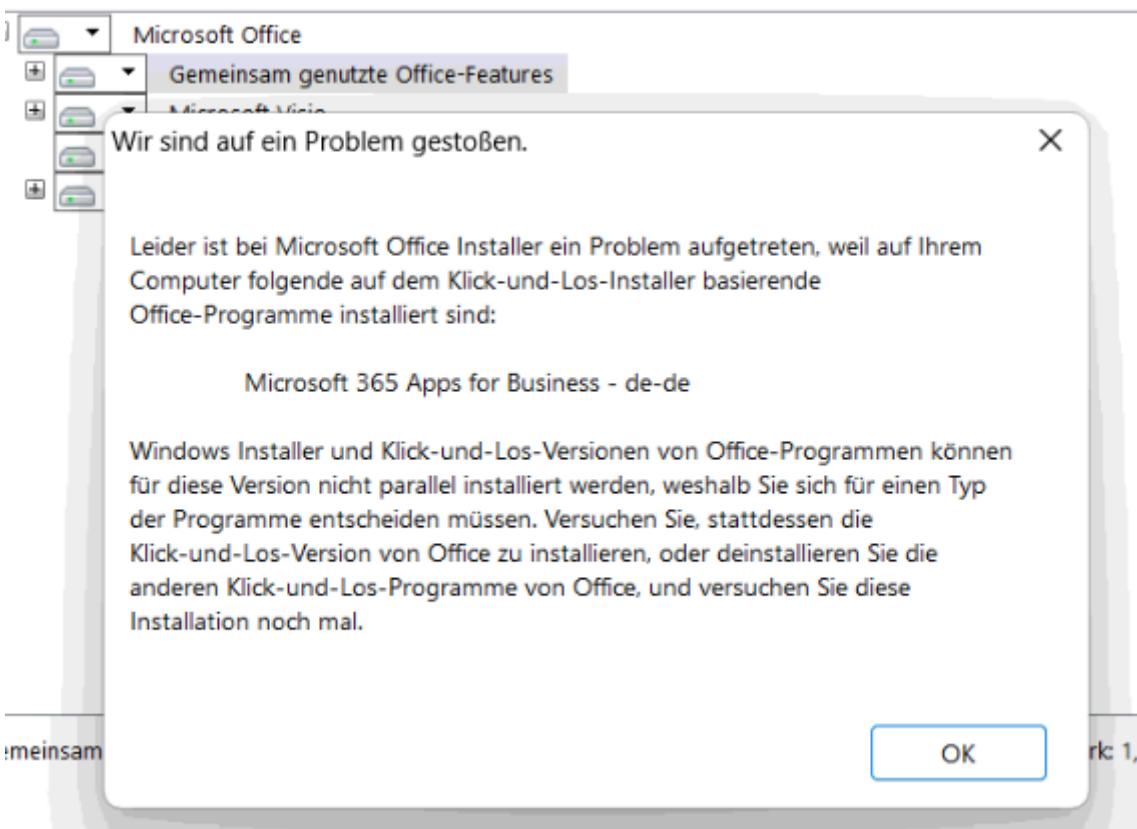 Microsoft Office
Gemeinsam genutzte Office-Features
Microsoft Visio
Wir sind auf ein Problem gestoßen.
Leider ist bei Microsoft Office Installer ein Problem aufgetreten, weil auf Ihrem
Computer folgende auf dem Klick-und-Los-Installer basierende
Office-Programme installiert sind:
Microsoft 365 Apps for Business - de-de
Windows Installer und Klick-und-Los-Versionen von Office-Programmen können
für diese Version nicht parallel installiert werden, weshalb Sie sich für einen Typ
der Programme entscheiden müssen. Versuchen Sie, stattdessen die
Klick-und-Los-Version von Office zu installieren, oder deinstallieren Sie die
anderen Klick-und-Los-Programme von Office, und versuchen Sie diese
Installation noch mal.
emeinsam
OK
rk: 1,